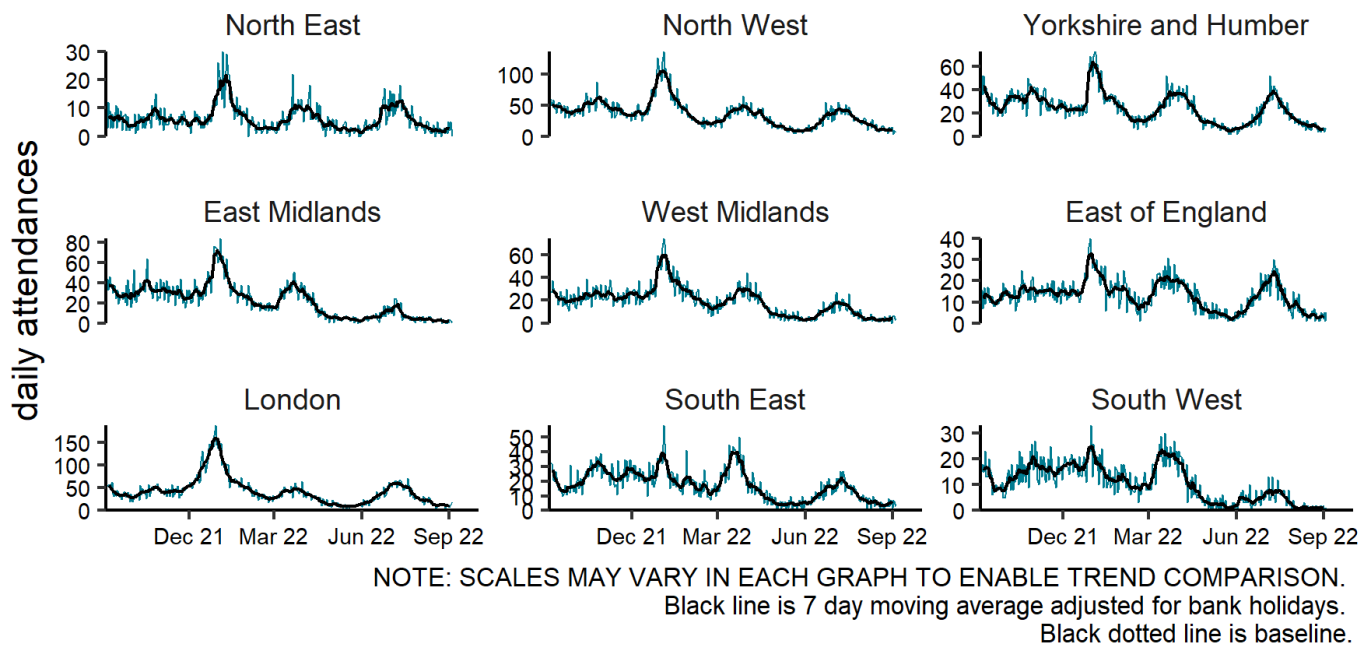 North East
North West
Yorkshire and Humber
30
20
10
0
100
50
0
60
40
20
0
East Midlands
West Midlands
East of England
80
60
40
20
0
60
40
20
0
40
30
20
10
0
daily attendances
London
South East
South West
150
100
50
0
50
40
30
20
10
0
30
20
10
0
Dec 21 Mar 22 Jun 22 Sep 22
Dec 21 Mar 22 Jun 22 Sep 22
Dec 21 Mar 22 Jun 22 Sep 22
NOTE: SCALES MAY VARY IN EACH GRAPH TO ENABLE TREND COMPARISON.
Black line is 7 day moving average adjusted for bank holidays.
Black dotted line is baseline.